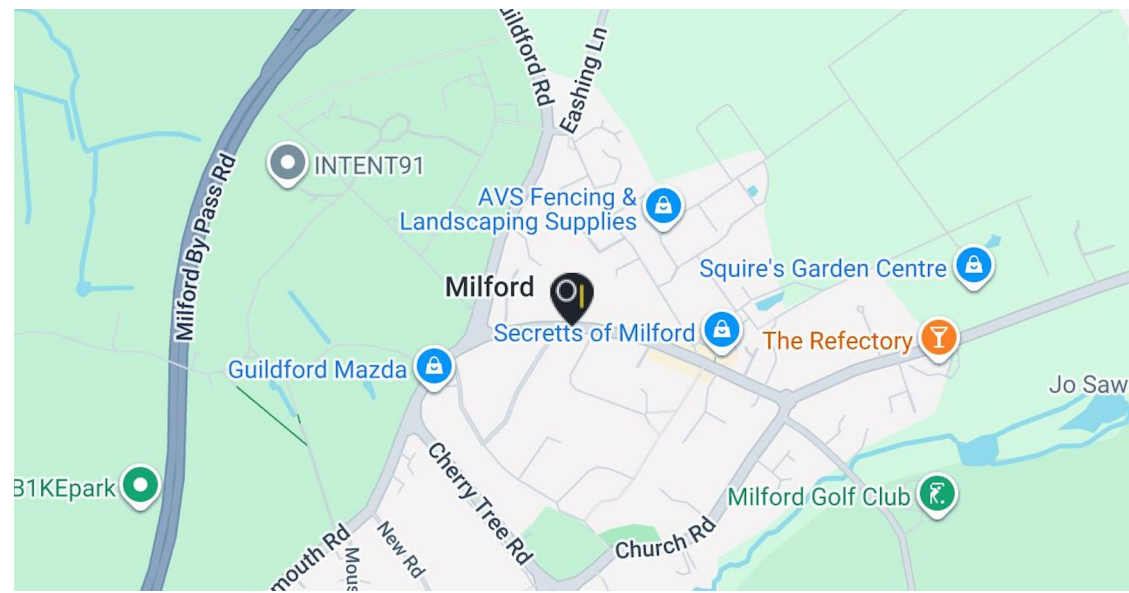 uildford Rd
Eashing Ln
INTENT91
Milford By Pass Rd
AVS Fencing &
Landscaping Supplies
Squire's Garden Centre
Milford
Secretts of Milford
The Refectory
Guildford Mazda
Jo Saw
B1KEpark
Cherry Tree Rd
Milford Golf Club
Church Rd
mouth Rd
New Rd
Mous